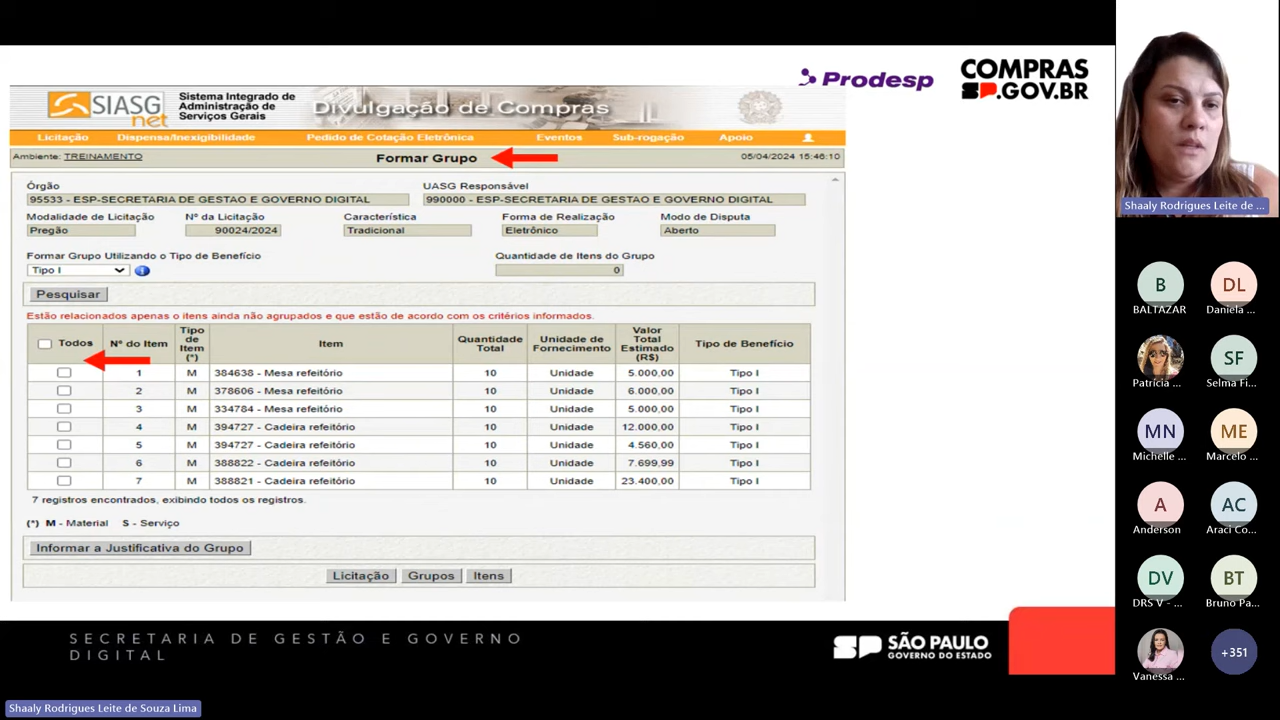 Prodesp
COMPRAS
SP.GOV.BR
SIASG
net
Sistema Integrado de
Administração de
Serviços Gerais
Divulgação de Compras
Licitação Dispensa/Inexigibilidade Pedido de Cotação Eletrônica Eventos Sub-rogação Apoio
Ambiente: TREINAMENTO Formar Grupo 05/04/2024 15:46:10
Órgão UASG Responsável
95533 - ESP-SECRETARIA DE GESTAO E GOVERNO DIGITAL 990000 - ESP-SECRETARIA DE GESTAO E GOVERNO DIGITAL
Modalidade de Licitação Nº da Licitação Característica Forma de Realização Modo de Disputa
Pregão 90024/2024 Tradicional Eletrônico Aberto
Formar Grupo Utilizando o Tipo de Benefício Quantidade de Itens do Grupo
Tipo I 0
Pesquisar
Estão relacionados apenas o itens ainda não agrupados e que estão de acordo com os critérios informados.
Todos Nº do Item Tipo de Item (*) Item Quantidade Total Unidade de Fornecimento Valor Total Estimado (R$) Tipo de Benefício
1 M 384638 - Mesa refeitório 10 Unidade 5.000,00 Tipo I
2 M 378606 - Mesa refeitório 10 Unidade 6.000,00 Tipo I
3 M 334784 - Mesa refeitório 10 Unidade 5.000,00 Tipo I
4 M 394727 - Cadeira refeitório 10 Unidade 12.000,00 Tipo I
5 M 394727 - Cadeira refeitório 10 Unidade 4.560,00 Tipo I
6 M 388822 - Cadeira refeitório 10 Unidade 7.699,99 Tipo I
7 M 388821 - Cadeira refeitório 10 Unidade 23.400,00 Tipo I
7 registros encontrados, exibindo todos os registros.
(*) M - Material S - Serviço
Informar a Justificativa do Grupo
Licitação Grupos Itens
SECRETARIA DE GESTÃO E GOVERNO
DIGITAL
SP SÃO PAULO
GOVERNO DO ESTADO
Shaaly Rodrigues Leite de Souza Lima
Shaaly Rodrigues Leite de ...
B DL
BALTAZAR Daniela ...
SF
Patrícia ... Selma Fi...
MN ME
Michelle ... Marcelo ...
A AC
Anderson Araci Co...
DV BT
DRS V - ... Bruno Pa...
+351
Vanessa ...